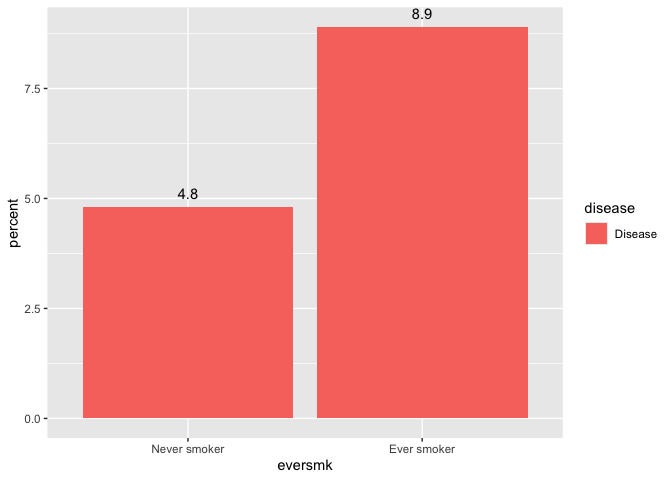 8.9
7.5
4.8
5.0
disease
Disease
percent
2.5
0.0
Never smoker
Ever smoker
eversmk